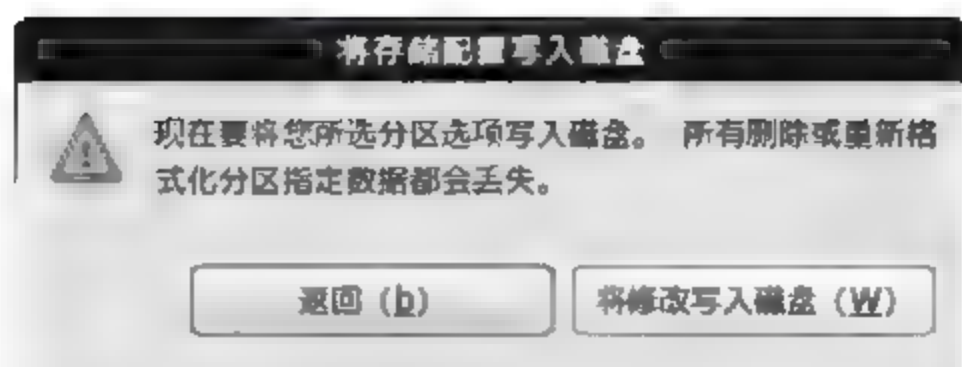 将存储配置写入磁盘
现在要将您所选分区选项写入磁盘。 所有删除或重新格
式化分区指定数据都会丢失。
返回 (b)
将修改写入磁盘 (W)